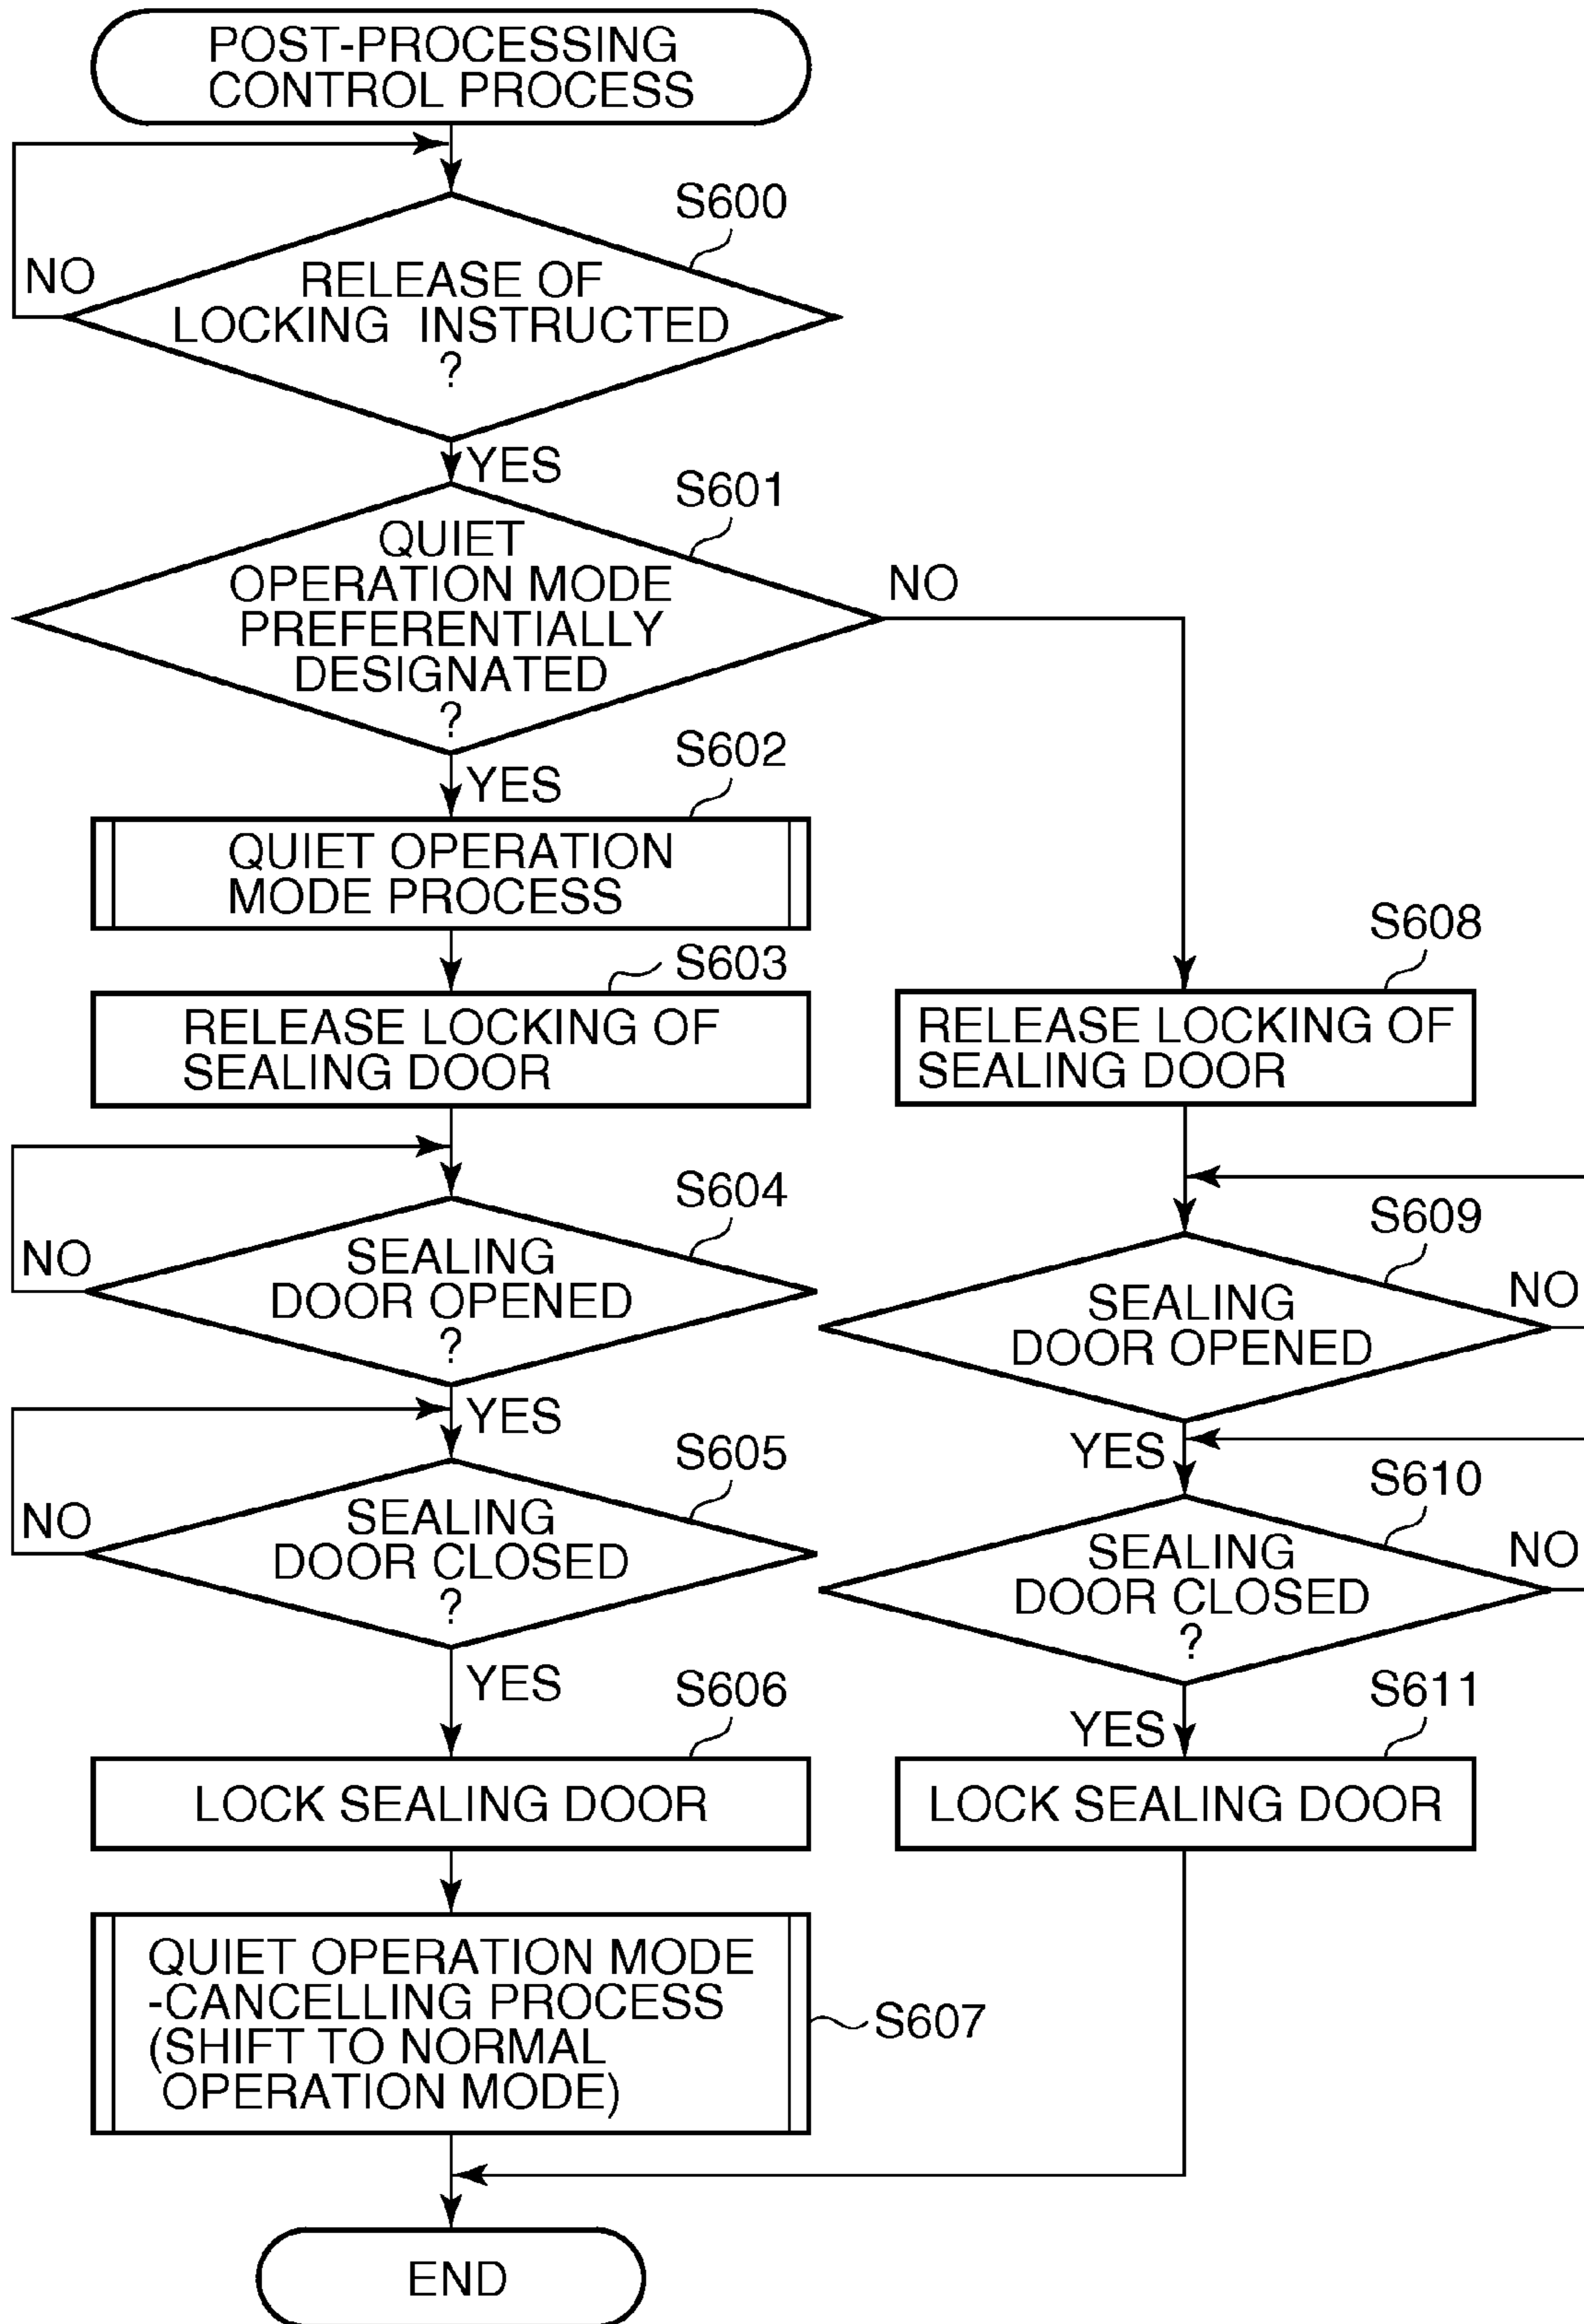 POST-PROCESSING
CONTROL PROCESS
S600
NO
RELEASE OF
LOCKING INSTRUCTED
?
YES
S601
QUIET
OPERATION MODE
PREFERENTIALLY
DESIGNATED
?
NO
YES
S602
QUIET OPERATION
MODE PROCESS
S603
RELEASE LOCKING OF
SEALING DOOR
S604
NO
SEALING
DOOR OPENED
?
YES
S605
NO
SEALING
DOOR CLOSED
?
YES
S606
LOCK SEALING DOOR
QUIET OPERATION MODE
-CANCELLING PROCESS
(SHIFT TO NORMAL
OPERATION MODE)
S607
S608
RELEASE LOCKING OF
SEALING DOOR
S609
SEALING
DOOR OPENED
NO
YES
S610
SEALING
DOOR CLOSED
?
NO
YES
S611
LOCK SEALING DOOR
END